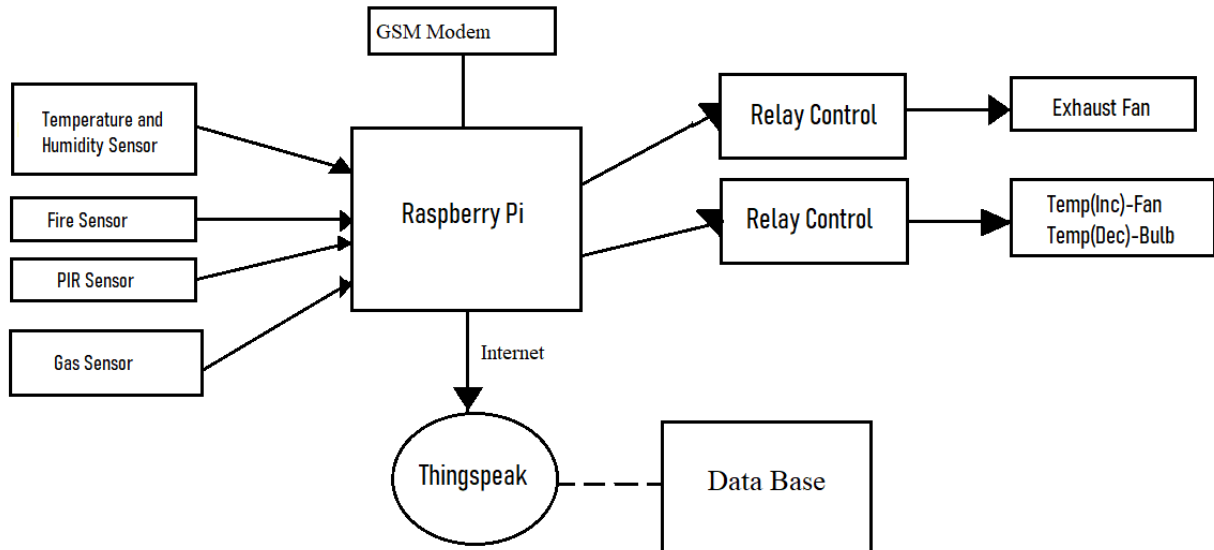 GSM Modem
Temperature and
Humidity Sensor
Fire Sensor
PIR Sensor
Gas Sensor
Raspberry Pi
Relay Control
Exhaust Fan
Relay Control
Temp(Inc)-Fan
Temp(Dec)-Bulb
Internet
Thingspeak
Data Base